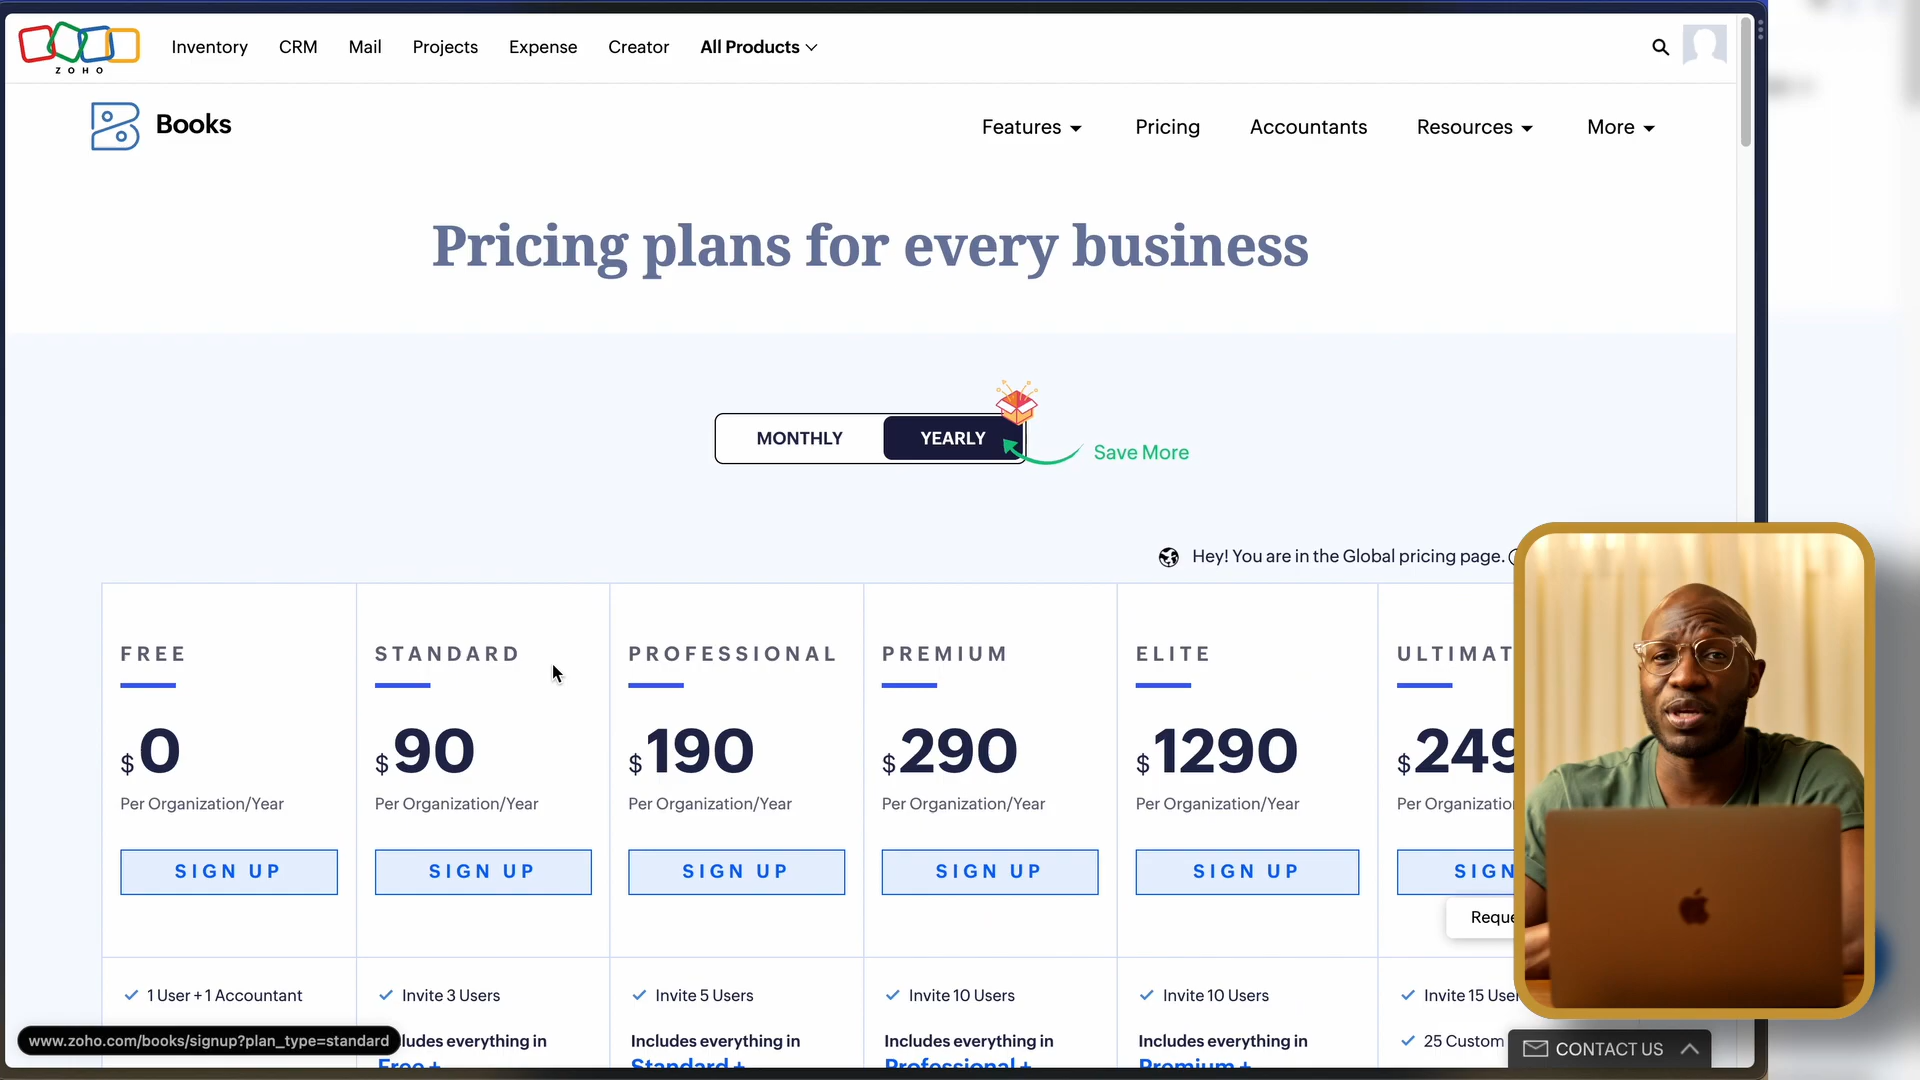 ZOHO
Inventory CRM Mail Projects Expense Creator All Products
Books
Features Pricing Accountants Resources More
Pricing plans for every business
MONTHLY YEARLY
Save More
Hey! You are in the Global pricing page.
FREE STANDARD PROFESSIONAL PREMIUM ELITE ULTIMAT
$0 $90 $190 $290 $1290 $249
Per Organization/Year Per Organization/Year Per Organization/Year Per Organization/Year Per Organization/Year Per Organizatio
SIGN UP SIGN UP SIGN UP SIGN UP SIGN UP SIGN
Reque
1 User + 1 Accountant Invite 3 Users Invite 5 Users Invite 10 Users Invite 10 Users Invite 15 User
www.zoho.com/books/signup?plan_type=standard ludes everything in Includes everything in Includes everything in Includes everything in 25 Custom
Free + Standard + Professional + Premium +
CONTACT US